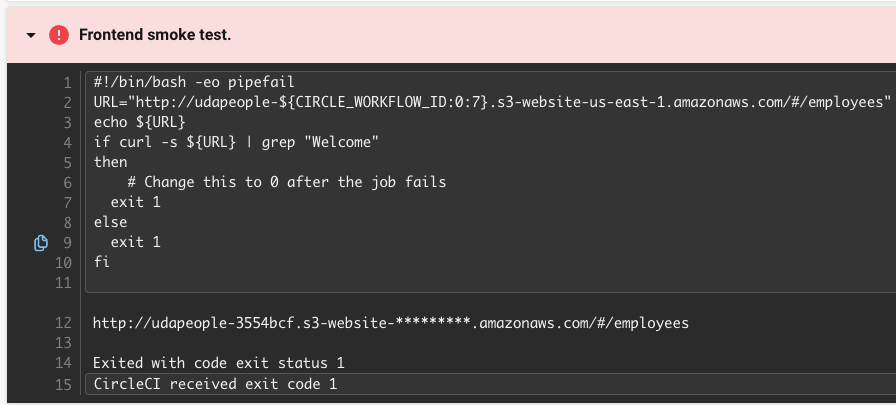 Frontend smoke test.
1 #!/bin/bash -eo pipefail
2 URL="http://udapeople-${CIRCLE_WORKFLOW_ID:0:7}.s3-website-us-east-1.amazonaws.com/#/employees"
3 echo ${URL}
4 if curl -s ${URL} | grep "Welcome"
5 then
6     # Change this to 0 after the job fails
7   exit 1
8 else
9   exit 1
10 fi
11
12 http://udapeople-3554bcf.s3-website-*********.amazonaws.com/#/employees
13
14 Exited with code exit status 1
15 CircleCI received exit code 1